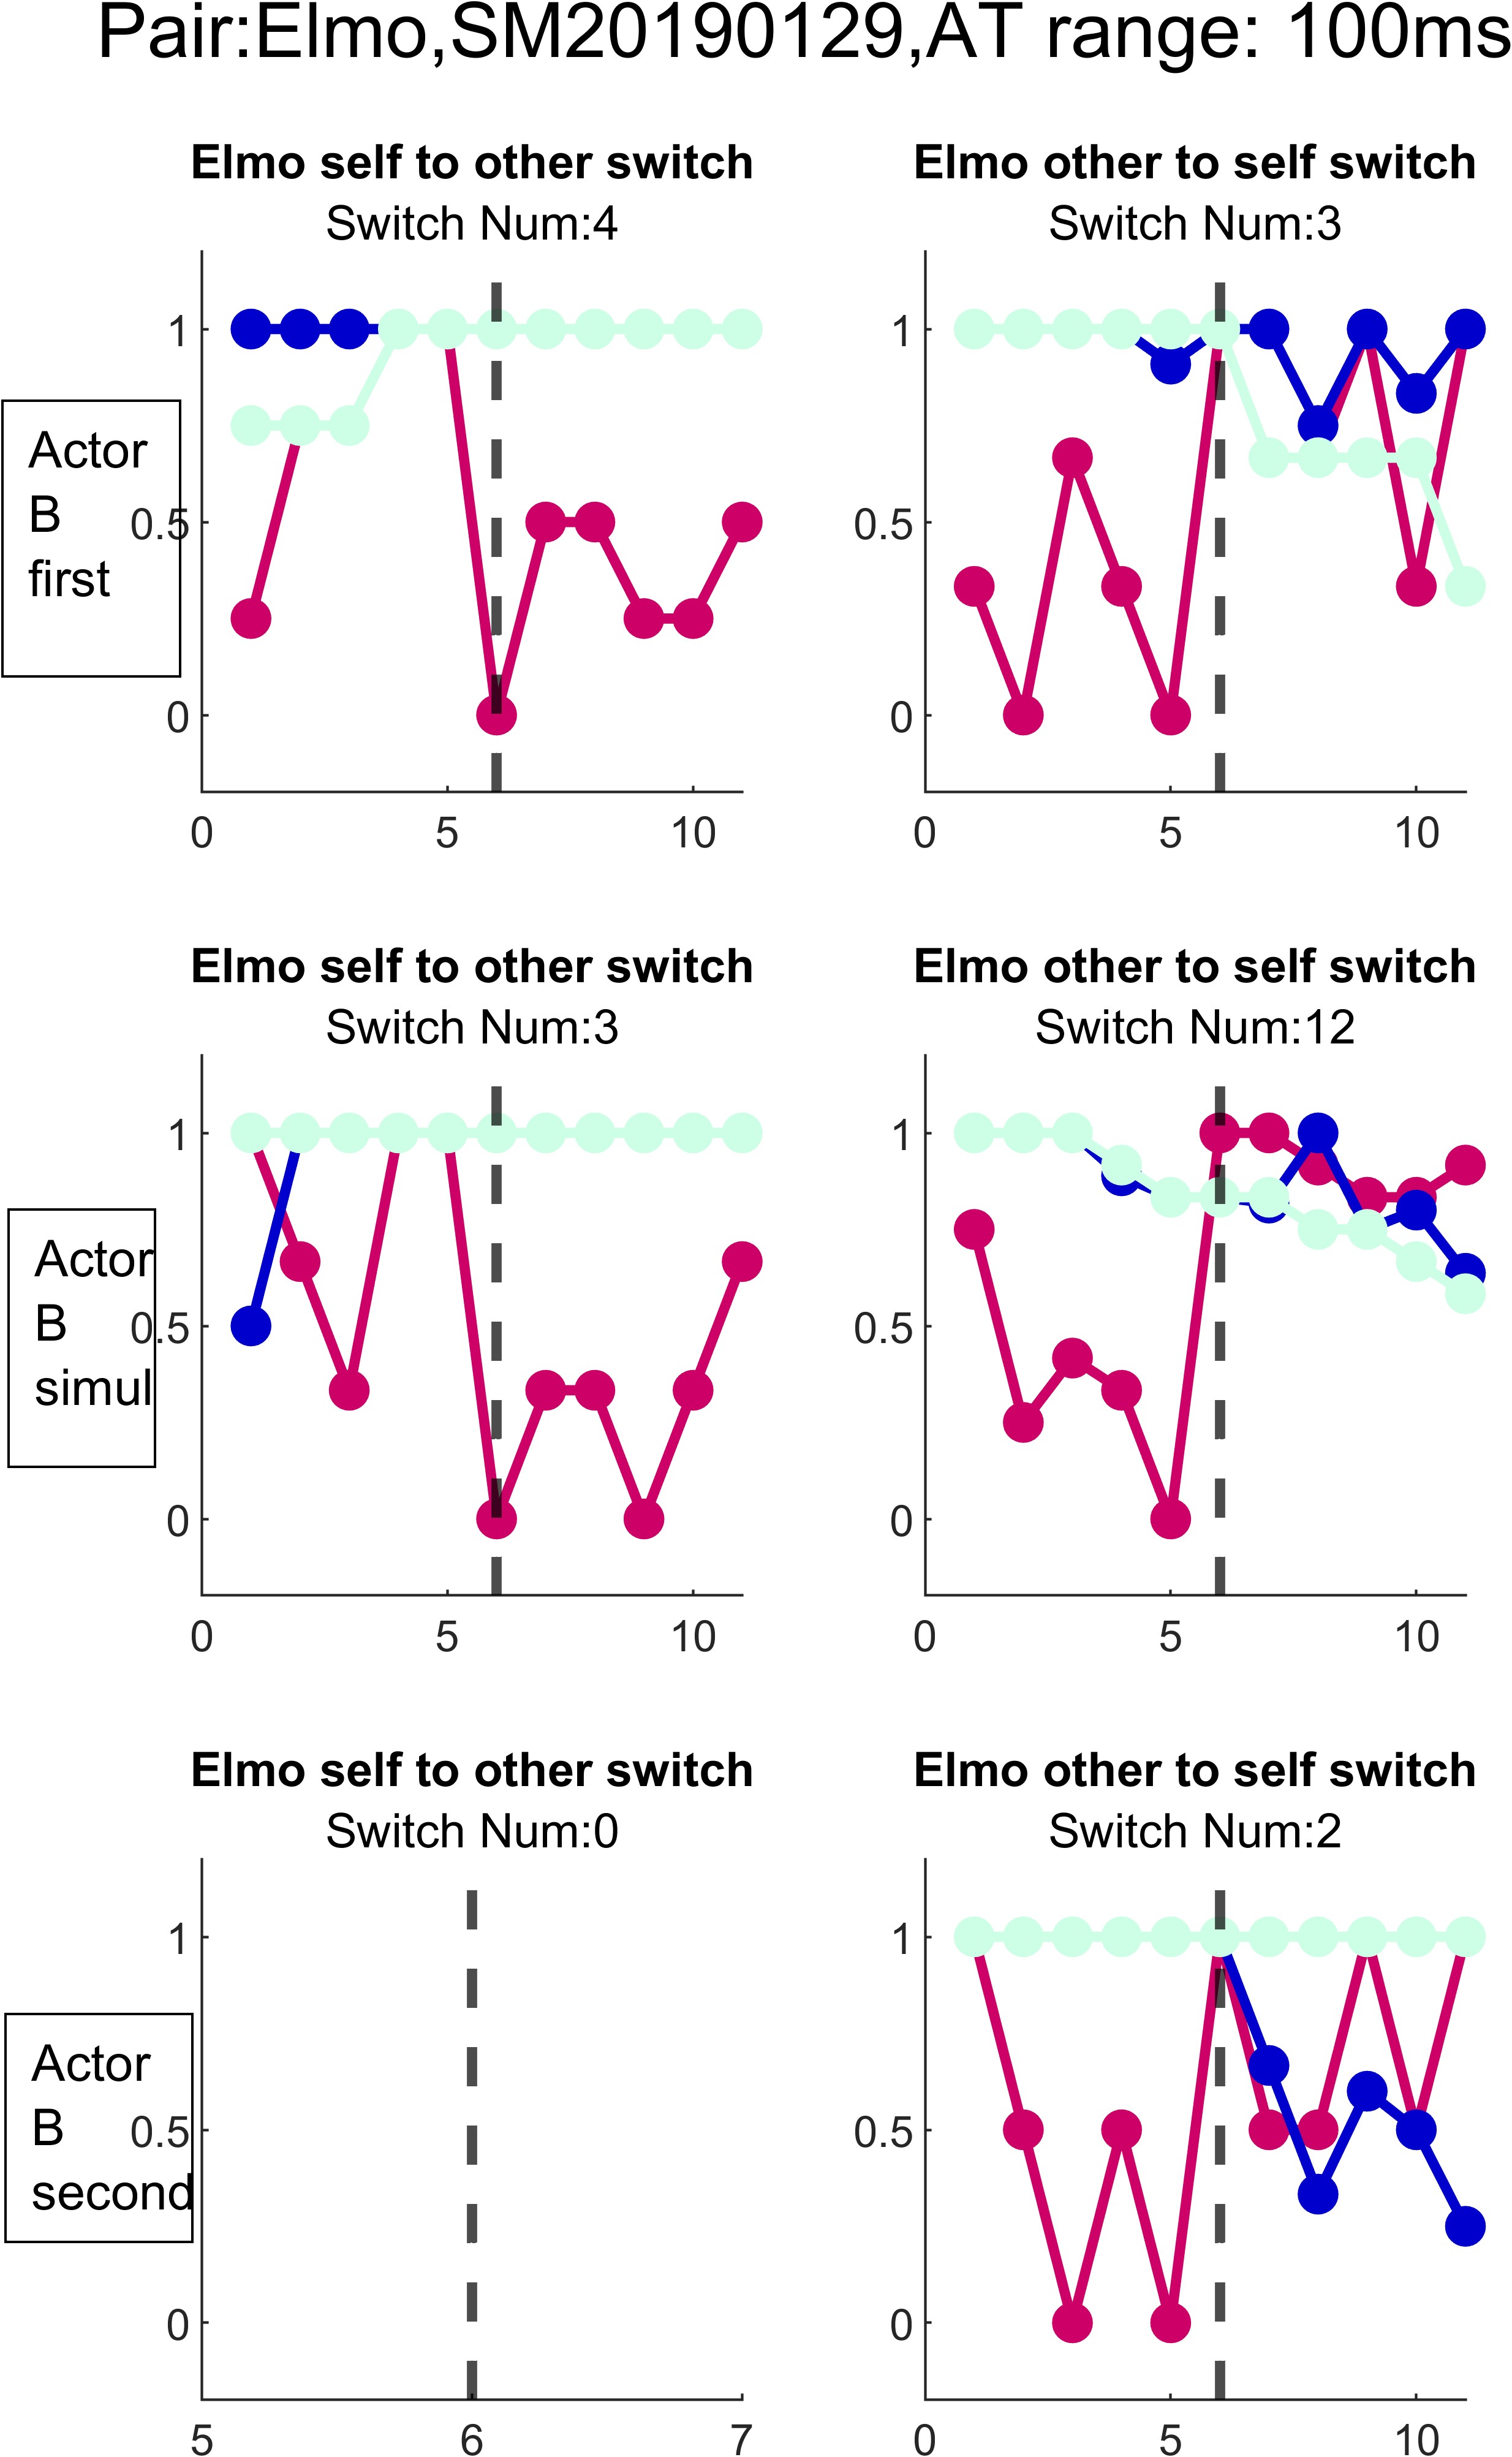 Pair:Elmo,SM20190129,AT range: 100ms
Elmo self to other switch
Switch Num:4
Elmo other to self switch
Switch Num:3
Actor
B
first
1
0.5
0
0
5
10
1
0.5
0
0
5
10
Elmo self to other switch
Switch Num:3
Elmo other to self switch
Switch Num:12
Actor
B
simul
1
0.5
0
0
5
10
1
0.5
0
0
5
10
Elmo self to other switch
Switch Num:0
Elmo other to self switch
Switch Num:2
Actor
B
second
1
0.5
0
5
6
7
1
0.5
0
0
5
10